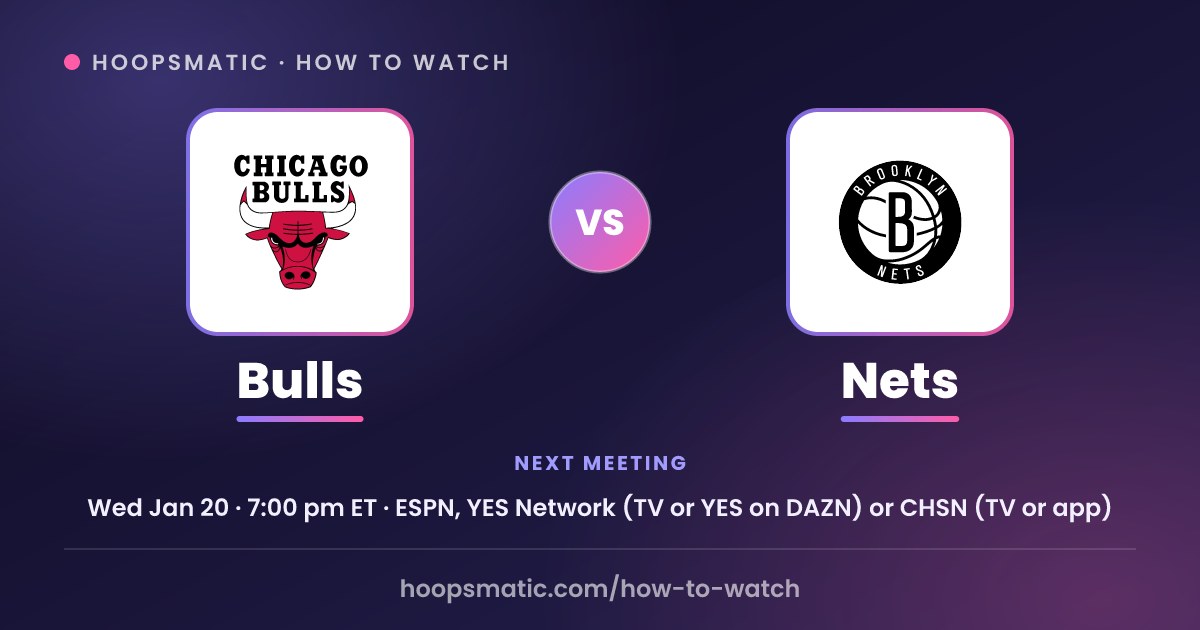 HOOPSMATIC · HOW TO WATCH
CHICAGO
BULLS
VS
BROOKLYN
B
NETS
Bulls
Nets
NEXT MEETING
Wed Jan 20 · 7:00 pm ET · ESPN, YES Network (TV or YES on DAZN) or CHSN (TV or app)
hoopsmatic.com/how-to-watch